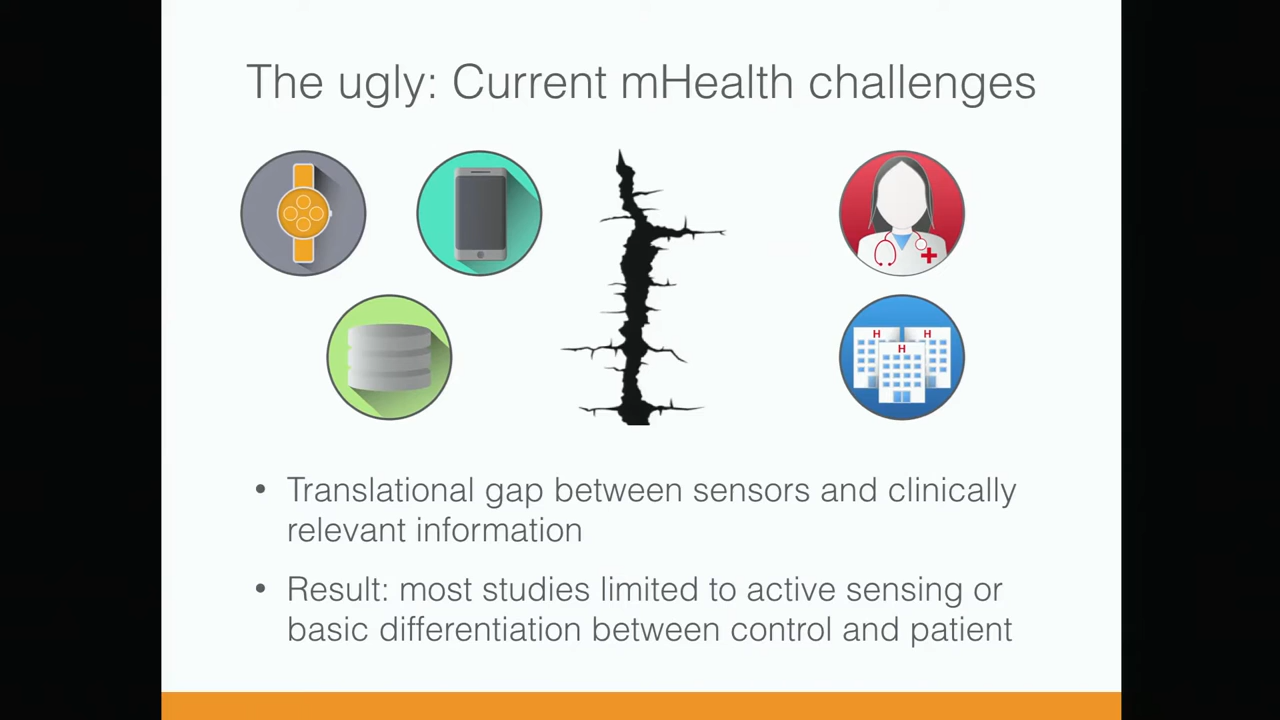 The ugly: Current mHealth challenges
H H
H
• Translational gap between sensors and clinically
relevant information
• Result: most studies limited to active sensing or
basic differentiation between control and patient